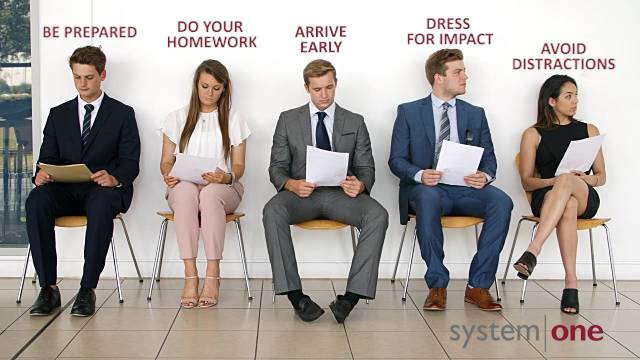 BE PREPARED
DO YOUR
HOMEWORK
ARRIVE
EARLY
DRESS
FOR IMPACT
AVOID
DISTRACTIONS
system|one